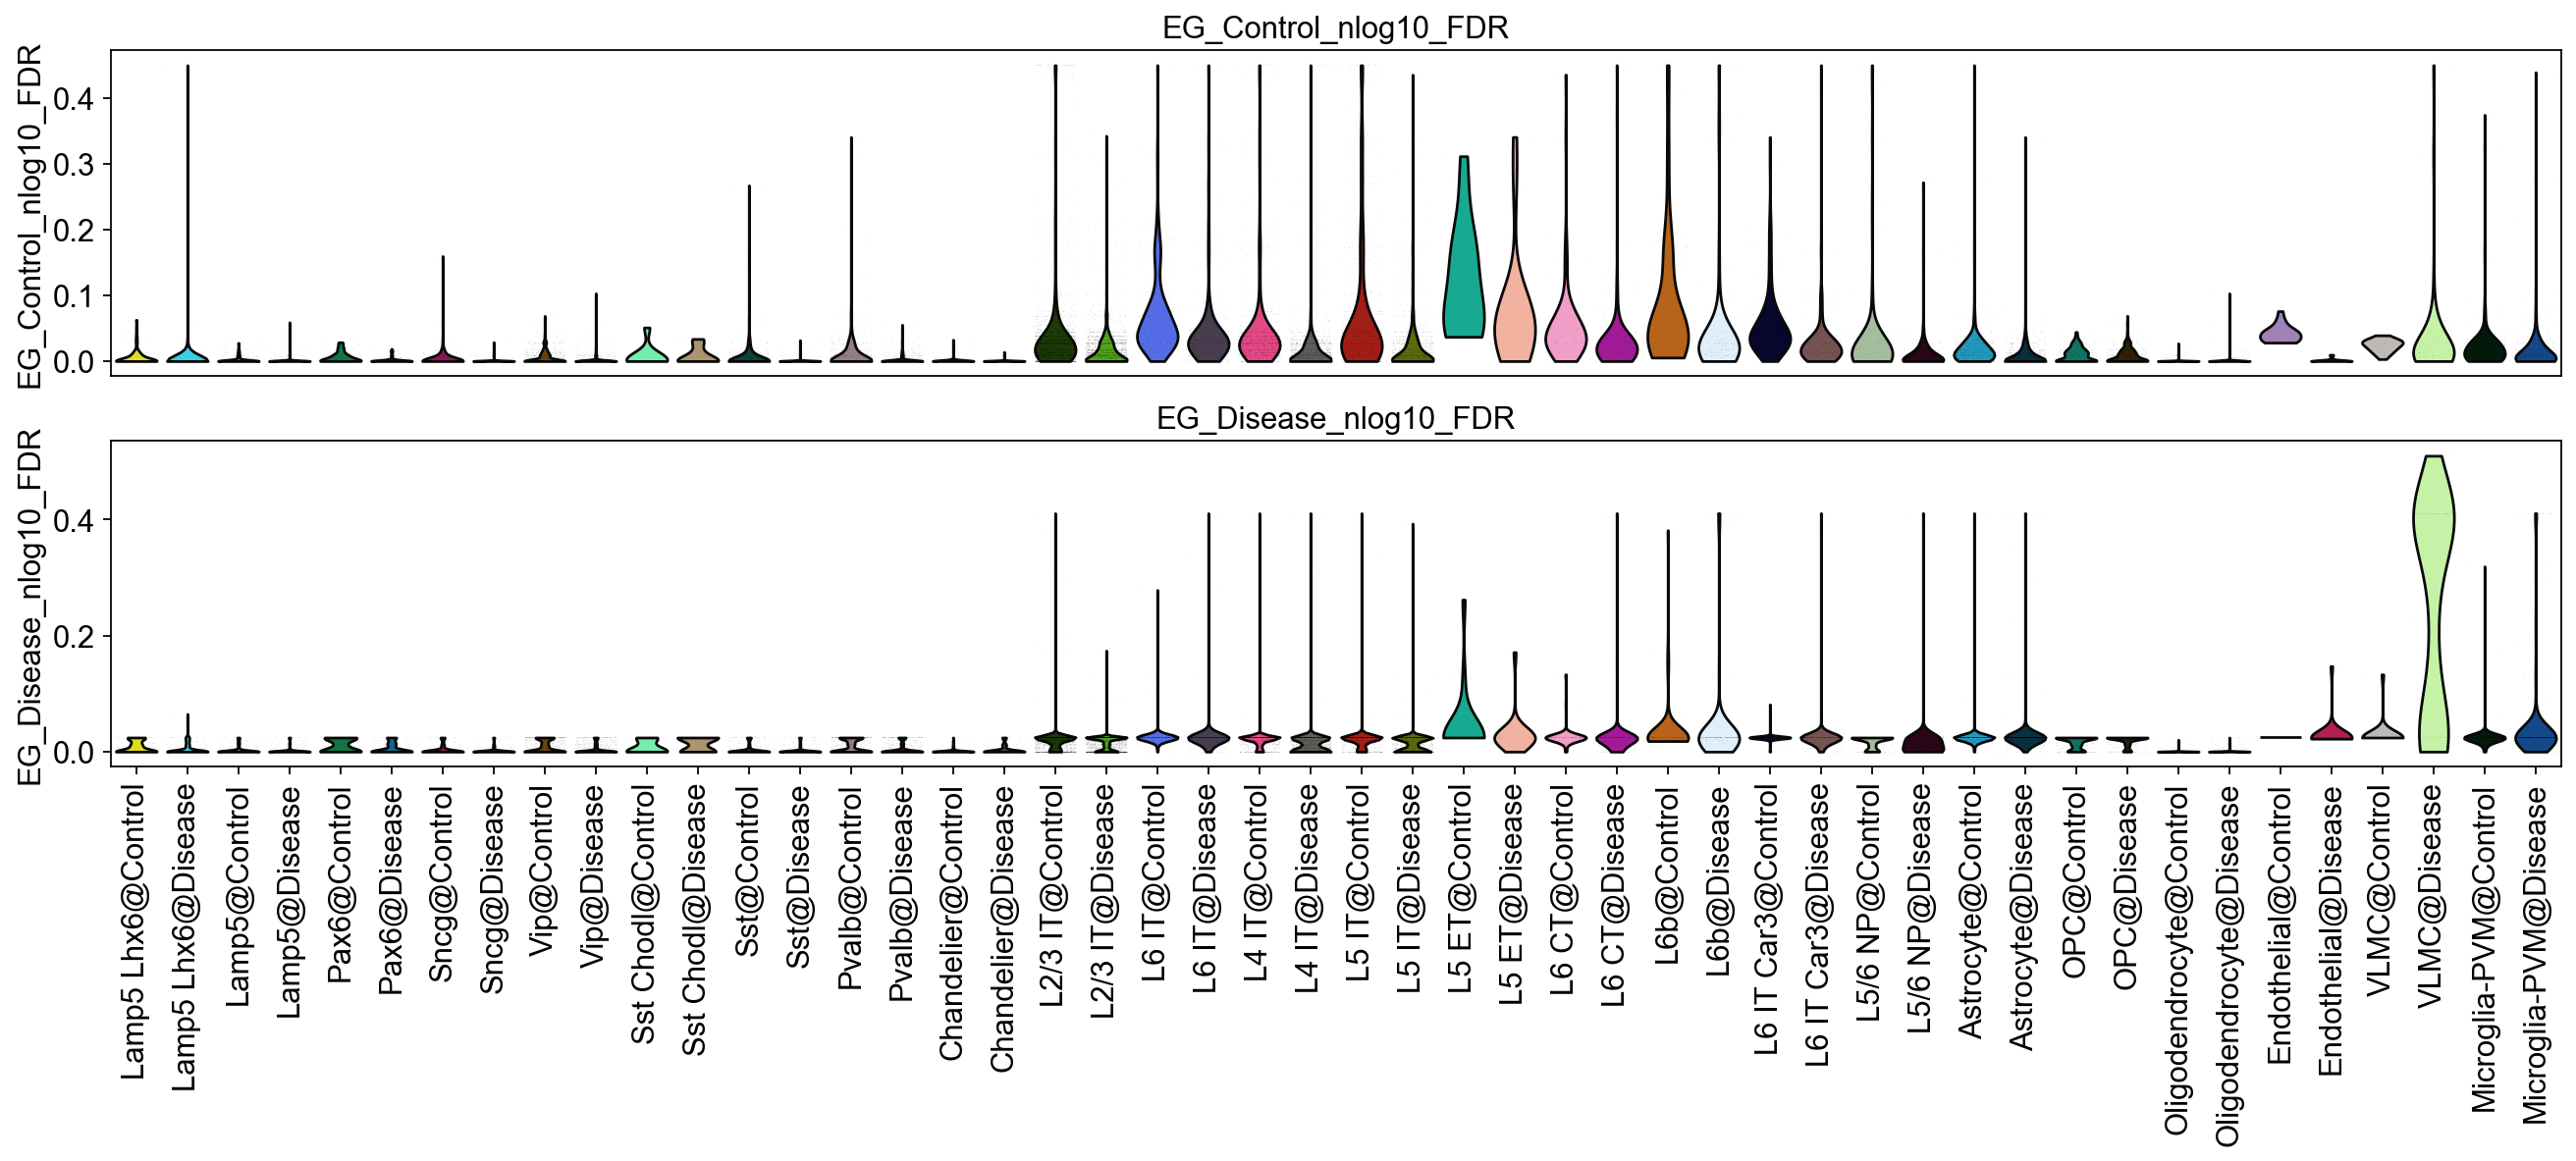 EG_Control_nlog10_FDR
EG_Control_nlog10_FDR
0.4
0.3
0.2
0.1
0.0
EG_Disease_nlog10_FDR
EG_Disease_nlog10_FDR
0.4
0.2
0.0
Lamp5 Lhx6@Control
Lamp5 Lhx6@Disease
Lamp5@Control
Lamp5@Disease
Pax6@Control
Pax6@Disease
Sncg@Control
Sncg@Disease
Vip@Control
Vip@Disease
Sst Chodl@Control
Sst Chodl@Disease
Sst@Control
Sst@Disease
Pvalb@Control
Pvalb@Disease
Chandelier@Control
Chandelier@Disease
L2/3 IT@Control
L2/3 IT@Disease
L6 IT@Control
L6 IT@Disease
L4 IT@Control
L4 IT@Disease
L5 IT@Control
L5 IT@Disease
L5 ET@Control
L5 ET@Disease
L6 CT@Control
L6 CT@Disease
L6b@Control
L6b@Disease
L6 IT Car3@Control
L6 IT Car3@Disease
L5/6 NP@Control
L5/6 NP@Disease
Astrocyte@Control
Astrocyte@Disease
OPC@Control
OPC@Disease
Oligodendrocyte@Control
Oligodendrocyte@Disease
Endothelial@Control
Endothelial@Disease
VLMC@Control
VLMC@Disease
Microglia-PVM@Control
Microglia-PVM@Disease